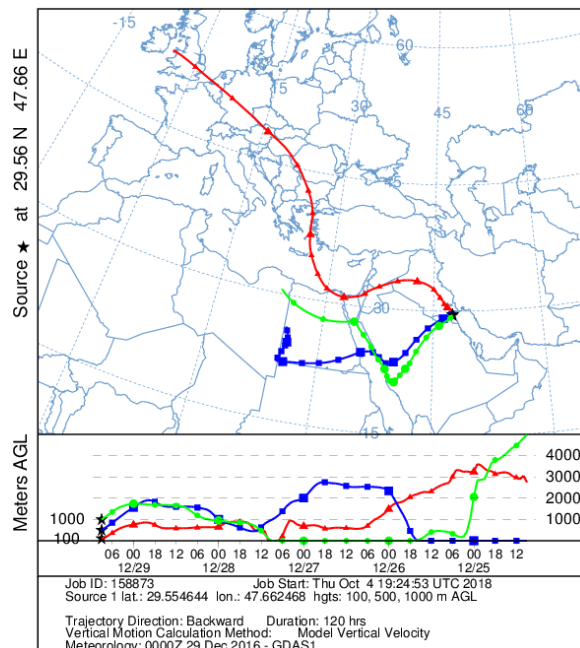 -15
60
5
30
45
60
30
15
Source ★ at 29.56 N 47.66 E
Meters AGL
4000
3000
2000
1000
1000
100
06 00 18 12 06 00 18 12 06 00 18 12 06 00 18 12 06 00 18 12
12/29 12/28 12/27 12/26 12/25
Job ID: 158873 Job Start: Thu Oct 4 19:24:53 UTC 2018
Source 1 lat.: 29.554644 lon.: 47.662468 hgts: 100, 500, 1000 m AGL
Trajectory Direction: Backward Duration: 120 hrs
Vertical Motion Calculation Method: Model Vertical Velocity
Meteorology: 0000Z 29 Dec 2016 - GDAS1